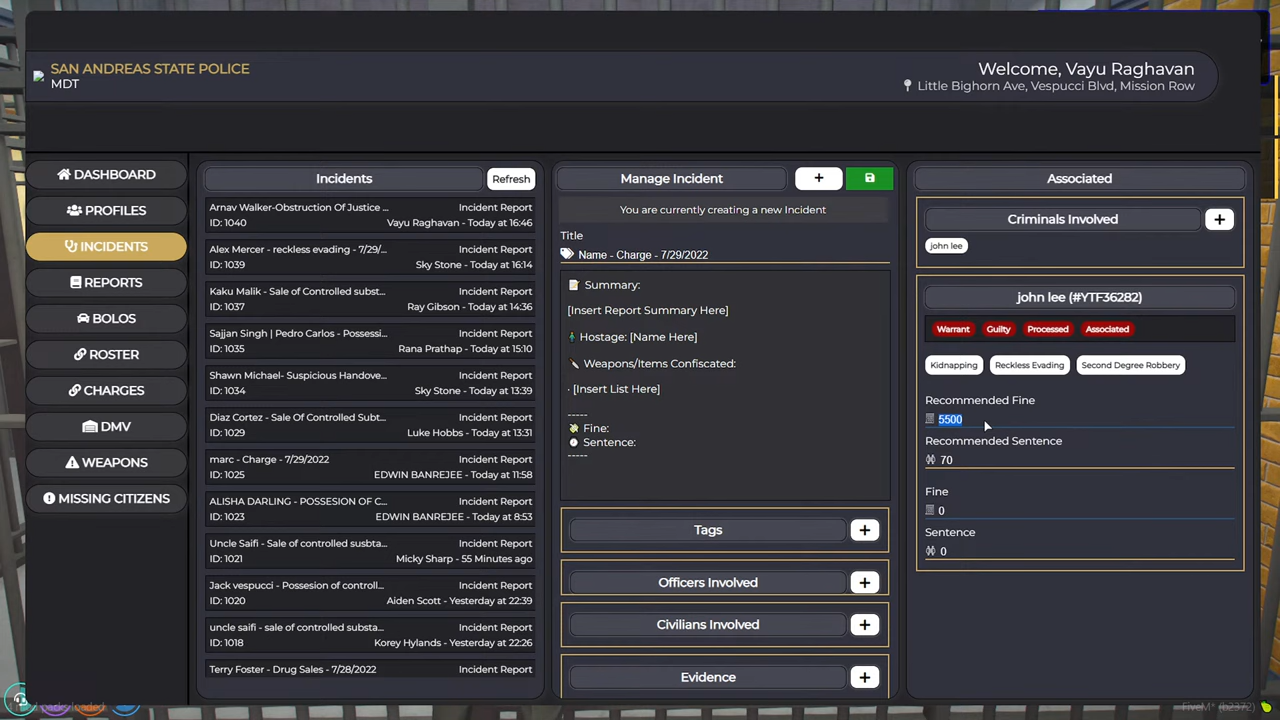 SAN ANDREAS STATE POLICE
MDT
Welcome, Vayu Raghavan
Little Bighorn Ave, Vespucci Blvd, Mission Row
DASHBOARD
PROFILES
INCIDENTS
REPORTS
BOLOS
ROSTER
CHARGES
DMV
WEAPONS
MISSING CITIZENS
Incidents
Refresh
Arnav Walker-Obstruction Of Justice ... Incident Report
ID: 1040 Vayu Raghavan - Today at 16:46
Alex Mercer - reckless evading - 7/29/... Incident Report
ID: 1039 Sky Stone - Today at 16:14
Kaku Malik - Sale of Controlled subst... Incident Report
ID: 1037 Ray Gibson - Today at 14:36
Sajjan Singh | Pedro Carlos - Possessi... Incident Report
ID: 1035 Rana Prathap - Today at 15:10
Shawn Michael- Suspicious Handove... Incident Report
ID: 1034 Sky Stone - Today at 13:39
Diaz Cortez - Sale Of Controlled Subt... Incident Report
ID: 1029 Luke Hobbs - Today at 13:31
marc - Charge - 7/29/2022 Incident Report
ID: 1025 EDWIN BANREJEE - Today at 11:58
ALISHA DARLING - POSSESION OF C... Incident Report
ID: 1023 EDWIN BANREJEE - Today at 8:53
Uncle Saifi - Sale of controlled susbta... Incident Report
ID: 1021 Micky Sharp - 55 Minutes ago
Jack vespucci - Possesion of controll... Incident Report
ID: 1020 Aiden Scott - Yesterday at 22:39
uncle saifi - sale of controlled substa... Incident Report
ID: 1018 Korey Hylands - Yesterday at 22:26
Terry Foster - Drug Sales - 7/28/2022 Incident Report
Manage Incident
+
You are currently creating a new Incident
Title
Name - Charge - 7/29/2022
Summary:
[Insert Report Summary Here]
Hostage: [Name Here]
Weapons/Items Confiscated:
· [Insert List Here]
-----
Fine:
Sentence:
-----
Tags +
Officers Involved +
Civilians Involved +
Evidence +
Associated
Criminals Involved +
john lee
john lee (#YTF36282)
Warrant Guilty Processed Associated
Kidnapping Reckless Evading Second Degree Robbery
Recommended Fine
5500
Recommended Sentence
70
Fine
0
Sentence
0
FiveM* (b2372)